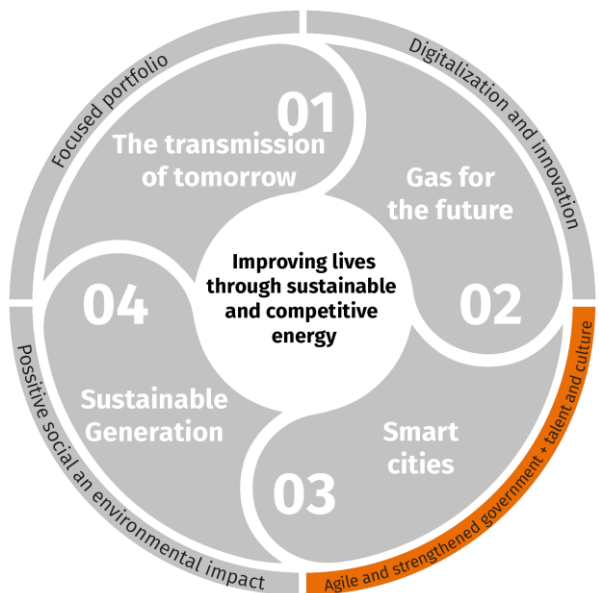 Focused portfolio
Digitalization and innovation
01
The transmission
of tomorrow
Gas for
the future
02
Improving lives
through sustainable
and competitive
energy
04
Sustainable
Generation
03
Smart
cities
Possitive social an environmental impact
Agile and strengthened government + talent and culture